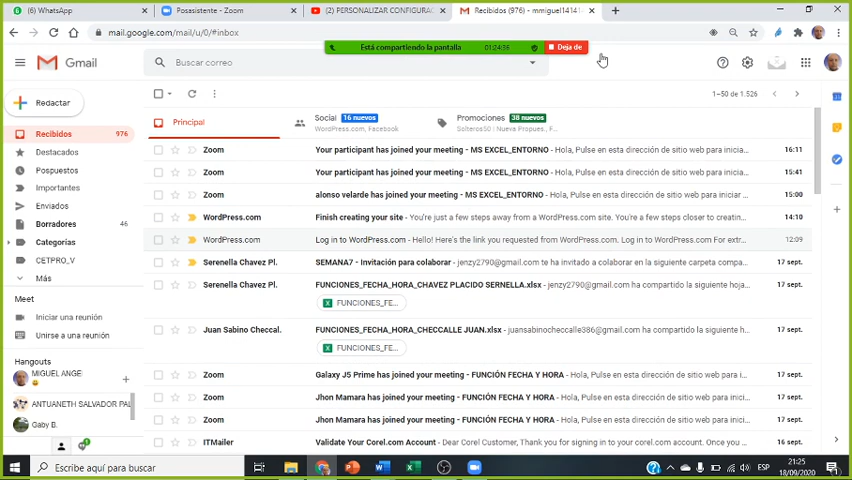 (6) WhatsApp
Posasistente - Zoom
(2) PERSONALIZAR CONFIGURAC
Recibidos (976) - mmiguel14141
mail.google.com/mail/u/0/#inbox
Está compartiendo la pantalla 01:24:36 Deja de
Gmail
Buscar correo
Redactar
1–50 de 1.526
Principal
Social 16 nuevos
WordPress.com, Facebook
Promociones 38 nuevos
Solteros50 | Nueva Propues., F...
Recibidos 976
Destacados
Pospuestos
Importantes
Enviados
Borradores 46
Categorías
CETPRO_V
Más
Meet
Iniciar una reunión
Unirse a una reunión
Hangouts
MIGUEL ANGE
ANTUANETH SALVADOR PAL
Gaby B.
Zoom Your participant has joined your meeting - MS EXCEL_ENTORNO - Hola, Pulse en esta dirección de sitio web para inicia... 16:11
Zoom Your participant has joined your meeting - MS EXCEL_ENTORNO - Hola, Pulse en esta dirección de sitio web para inicia... 15:41
Zoom alonso velarde has joined your meeting - MS EXCEL_ENTORNO - Hola, Pulse en esta dirección de sitio web para inicia... 15:00
WordPress.com Finish creating your site - You're just a few steps away from a WordPress.com site. You're a few steps closer to creatin... 14:10
WordPress.com Log in to WordPress.com - Hello! Here's the link you requested from WordPress.com. Log in to WordPress.com For ext... 12:09
Serenella Chavez Pl. SEMANA7 - Invitación para colaborar - jenzy2790@gmail.com te ha invitado a colaborar en la siguiente carpeta compa... 17 sept.
Serenella Chavez Pl. FUNCIONES_FECHA_HORA_CHAVEZ PLACIDO SERNELLA.xlsx - jenzy2790@gmail.com ha compartido la siguiente hoja... 17 sept.
FUNCIONES_FE...
Juan Sabino Checcal. FUNCIONES_FECHA_HORA_CHECCALLE JUAN.xlsx - juansabinochecalle386@gmail.com ha compartido la siguiente h... 17 sept.
FUNCIONES_FE...
Zoom Galaxy J5 Prime has joined your meeting - FUNCIÓN FECHA Y HORA - Hola, Pulse en esta dirección de sitio web para in... 17 sept.
Zoom Jhon Mamara has joined your meeting - FUNCIÓN FECHA Y HORA - Hola, Pulse en esta dirección de sitio web para inicia... 17 sept.
Zoom Jhon Mamara has joined your meeting - FUNCIÓN FECHA Y HORA - Hola, Pulse en esta dirección de sitio web para inicia... 17 sept.
ITMailer Validate Your Corel.com Account - Dear Corel Customer, Thank you for signing in to your corel.com account. Once you ... 16 sept.
Escribe aquí para buscar
ESP
21:25
18/09/2020